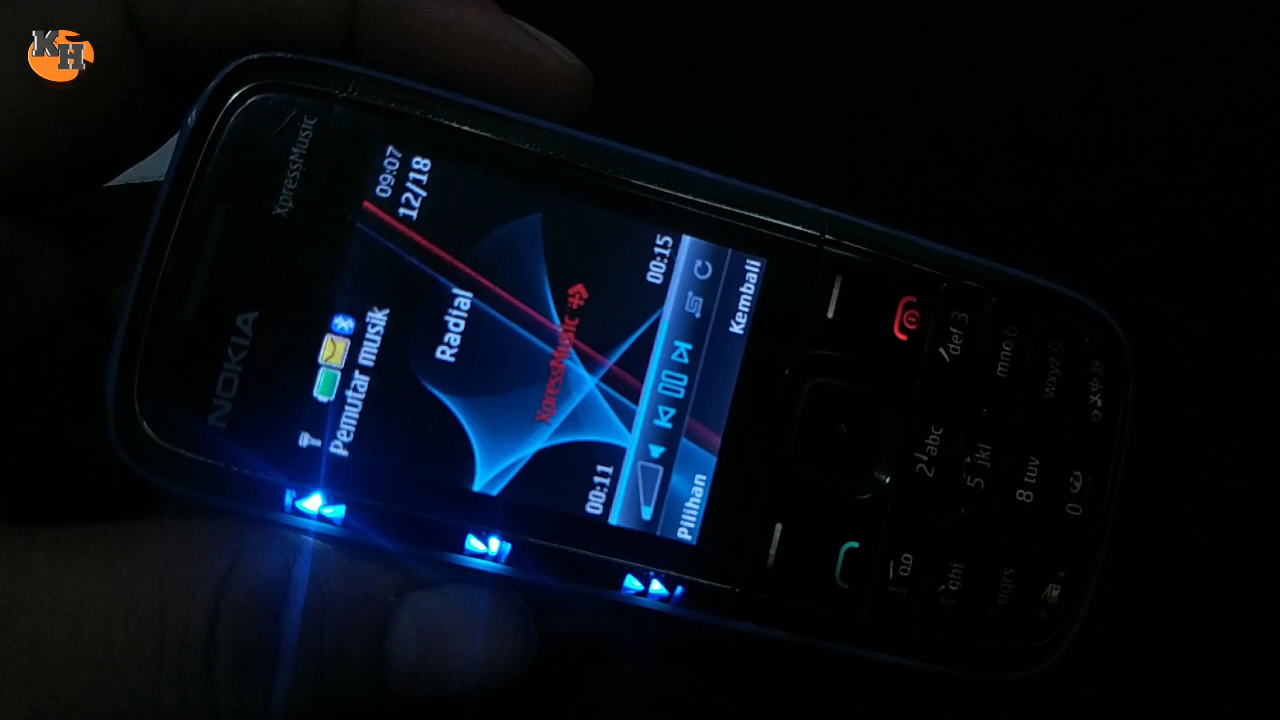 KH
NOKIA
XpressMusic
09:07
Pemutar musik
12/18
Radial
XpressMusic
00:11
00:15
Pilihan
Kembali
1
2 abc
def 3
4 ghi
5 jkl
mno 6
pqrs
8 tuv
wxyz 9
0